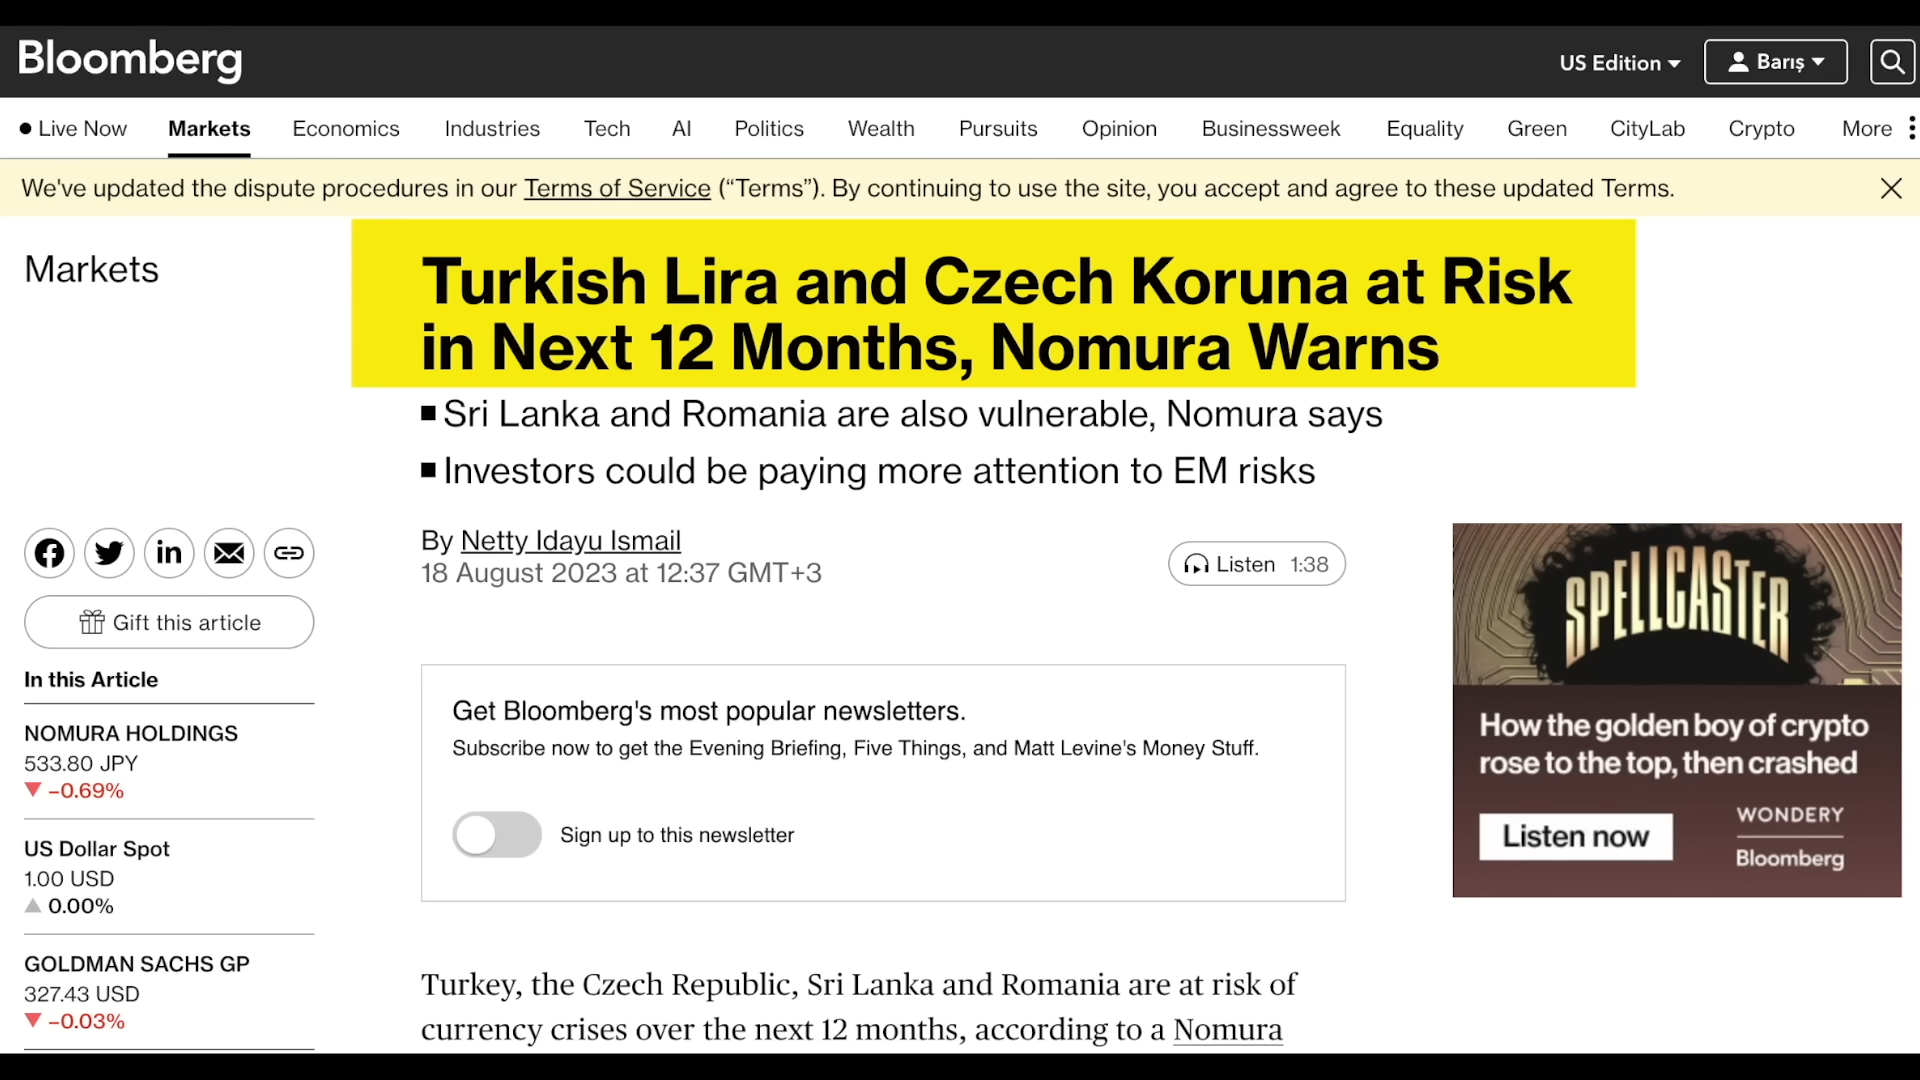 Bloomberg
US Edition
Barış
Live Now
Markets
Economics
Industries
Tech
AI
Politics
Wealth
Pursuits
Opinion
Businessweek
Equality
Green
CityLab
Crypto
More
We've updated the dispute procedures in our Terms of Service (“Terms”). By continuing to use the site, you accept and agree to these updated Terms.
Markets
Turkish Lira and Czech Koruna at Risk
in Next 12 Months, Nomura Warns
Sri Lanka and Romania are also vulnerable, Nomura says
Investors could be paying more attention to EM risks
By Netty Idayu Ismail
18 August 2023 at 12:37 GMT+3
Listen 1:38
Gift this article
In this Article
NOMURA HOLDINGS
533.80 JPY
▼ −0.69%
US Dollar Spot
1.00 USD
▲ 0.00%
GOLDMAN SACHS GP
327.43 USD
▼ −0.03%
Get Bloomberg's most popular newsletters.
Subscribe now to get the Evening Briefing, Five Things, and Matt Levine's Money Stuff.
Sign up to this newsletter
Turkey, the Czech Republic, Sri Lanka and Romania are at risk of
currency crises over the next 12 months, according to a Nomura
SPELLCASTER
How the golden boy of crypto
rose to the top, then crashed
Listen now
WONDERY
Bloomberg